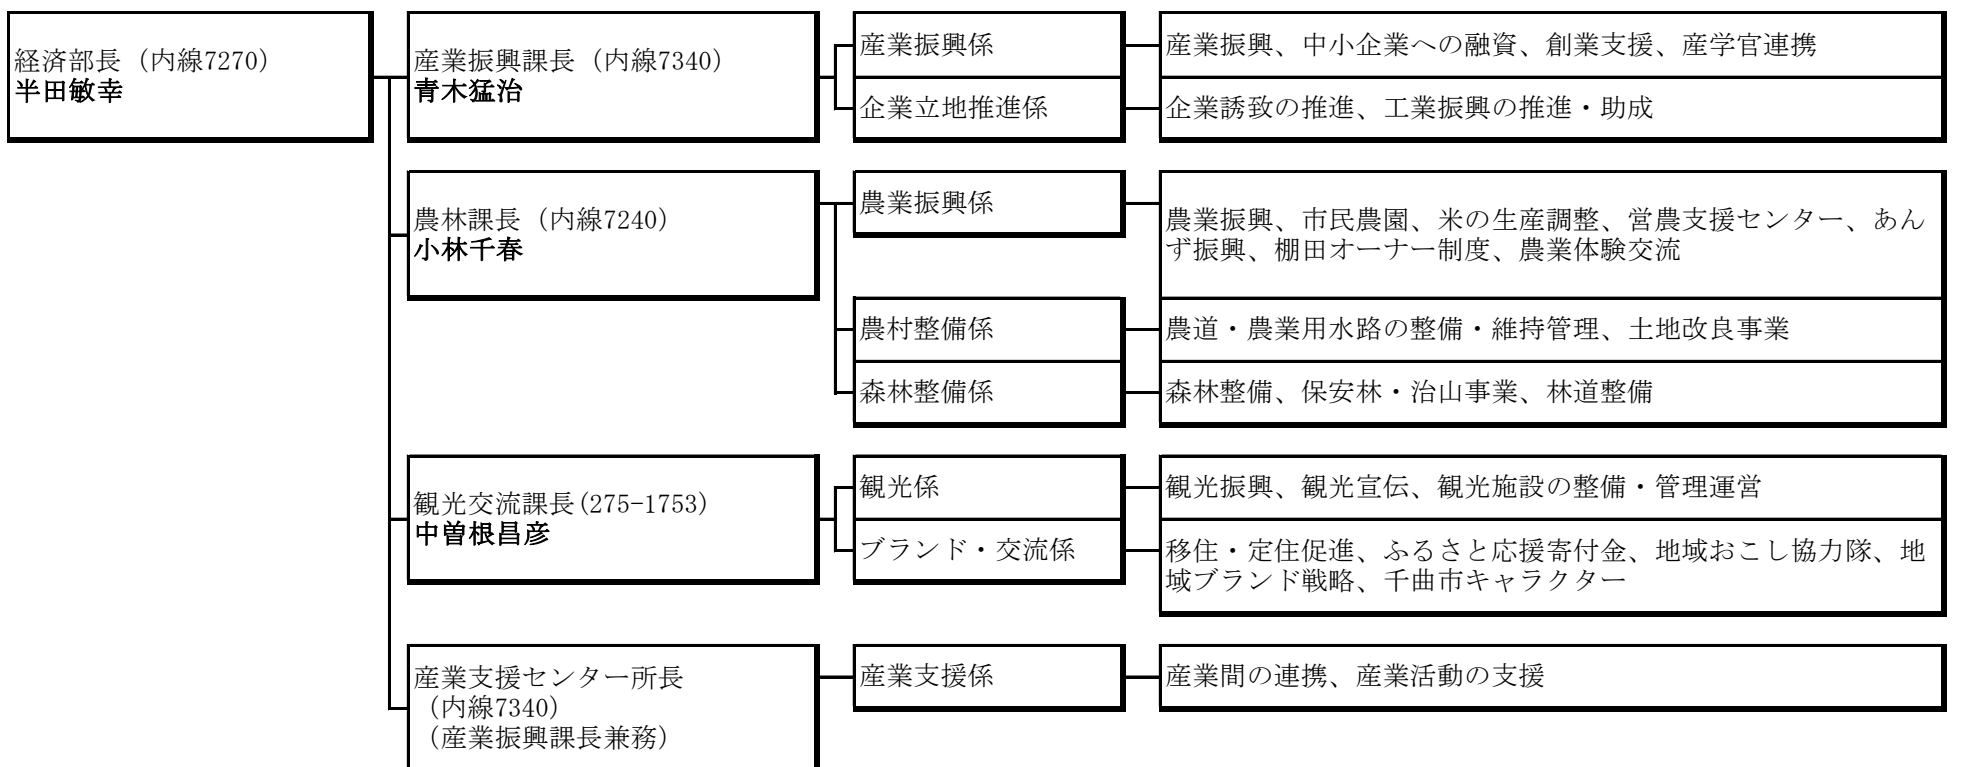 経済部長（内線7270）
半田敏幸
産業振興課長（内線7340）
青木猛治
産業振興係
産業振興、中小企業への融資、創業支援、産学官連携
企業立地推進係
企業誘致の推進、工業振興の推進・助成
農林課長（内線7240）
小林千春
農業振興係
農業振興、市民農園、米の生産調整、営農支援センター、あん
ず振興、棚田オーナー制度、農業体験交流
農村整備係
農道・農業用水路の整備・維持管理、土地改良事業
森林整備係
森林整備、保安林・治山事業、林道整備
観光交流課長(275-1753)
中曽根昌彦
観光係
観光振興、観光宣伝、観光施設の整備・管理運営
ブランド・交流係
移住・定住促進、ふるさと応援寄付金、地域おこし協力隊、地
域ブランド戦略、千曲市キャラクター
産業支援センター所長
（内線7340）
（産業振興課長兼務）
産業支援係
産業間の連携、産業活動の支援